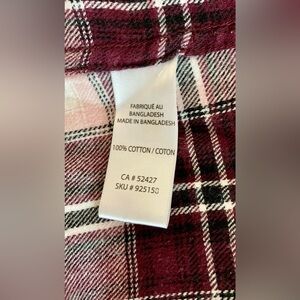 FABRIQUÉ AU
BANGLADESH
MADE IN BANGLADESH
100% COTTON / COTON
CA # 52427
SKU # 925150